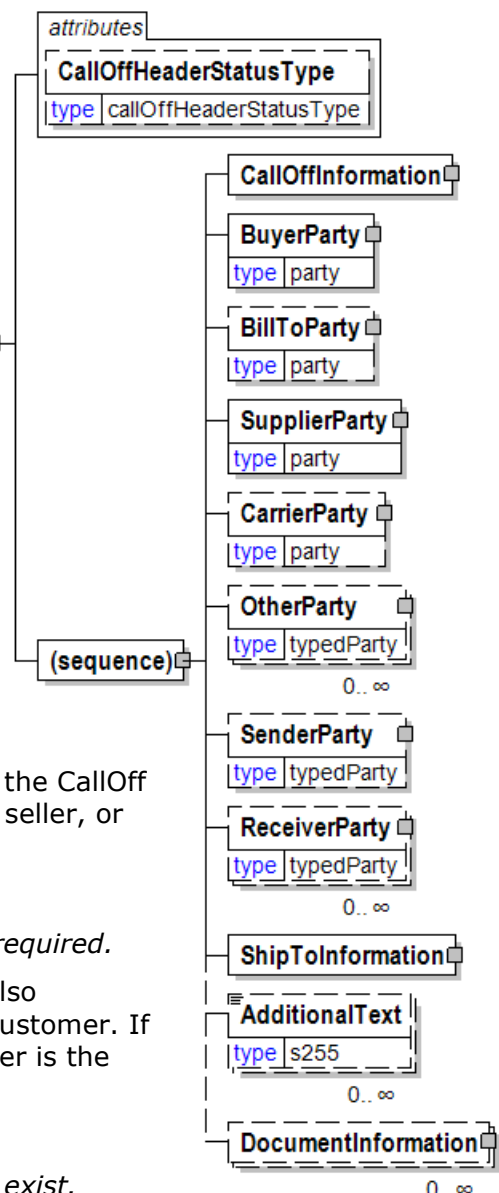 attributes
CallOffHeaderStatusType
type callOffHeaderStatusType
CallOffInformation
BuyerParty
type party
BillToParty
type party
SupplierParty
type party
CarrierParty
type party
OtherParty
type typedParty
0.. ∞
(sequence)
SenderParty
type typedParty
ReceiverParty
type typedParty
0.. ∞
ShipToInformation
AdditionalText
type s255
0.. ∞
DocumentInformation
0.. ∞
the CallOff
seller, or
required.
lso
ustomer. If
er is the
exist.